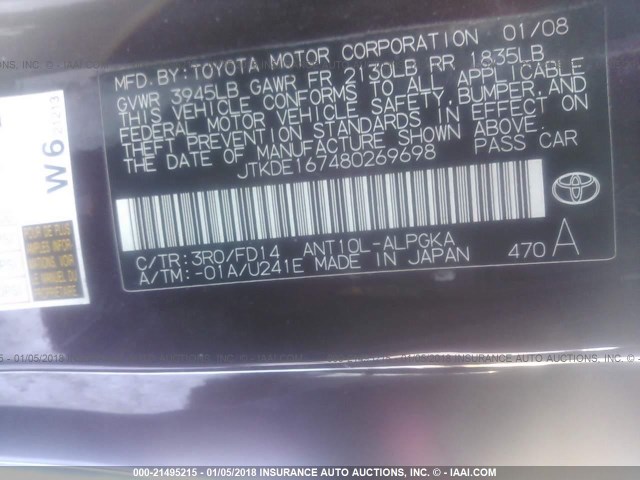 MFD. BY: TOYOTA MOTOR CORPORATION 01/08
GVWR 3945LB GAWR FR 2130LB RR 1835LB
THIS VEHICLE CONFORMS TO ALL APPLICABLE
FEDERAL MOTOR VEHICLE SAFETY, BUMPER, AND
THEFT PREVENTION STANDARDS IN EFFECT ON
THE DATE OF MANUFACTURE SHOWN ABOVE.
JTKDE167480269698 PASS CAR
C/TR: 3R0/FD14 ANT10L-ALPGKA
A/TM: -01A/U241E MADE IN JAPAN 470 A
TOYOTA
W6
000-21495215 - 01/05/2018 INSURANCE AUTO AUCTIONS, INC. - © - IAAI.COM